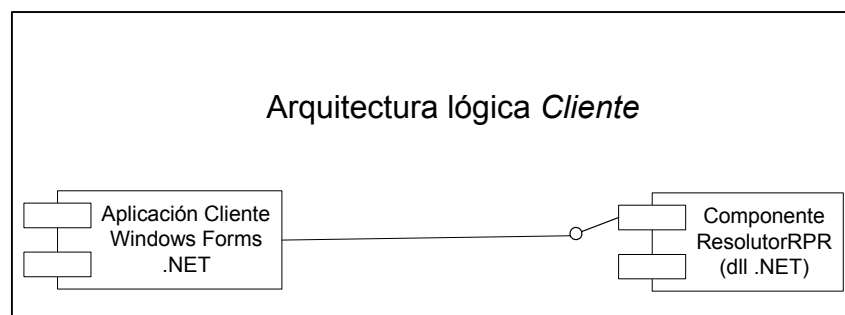 Arquitectura lógica Cliente
Aplicación Cliente
Windows Forms
.NET
Componente
ResolutorRPR
(dll .NET)